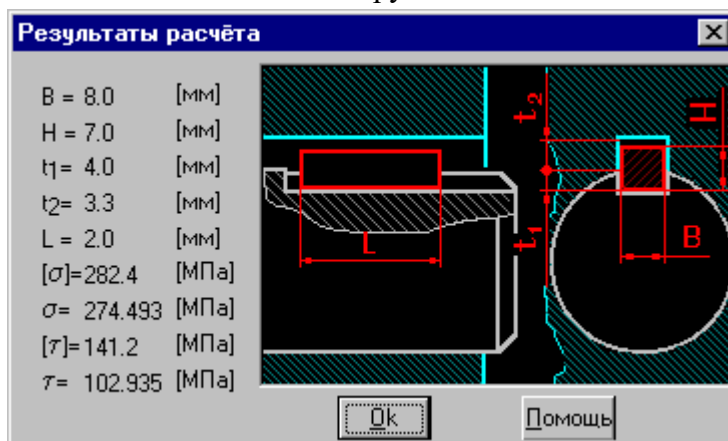 Результаты расчёта
B = 8.0 [мм]
H = 7.0 [мм]
t1= 4.0 [мм]
t2= 3.3 [мм]
L = 2.0 [мм]
[σ]=282.4 [МПа]
σ= 274.493 [МПа]
[τ]=141.2 [МПа]
τ= 102.935 [МПа]
t2
H
L
t1
B
Ok
Помощь